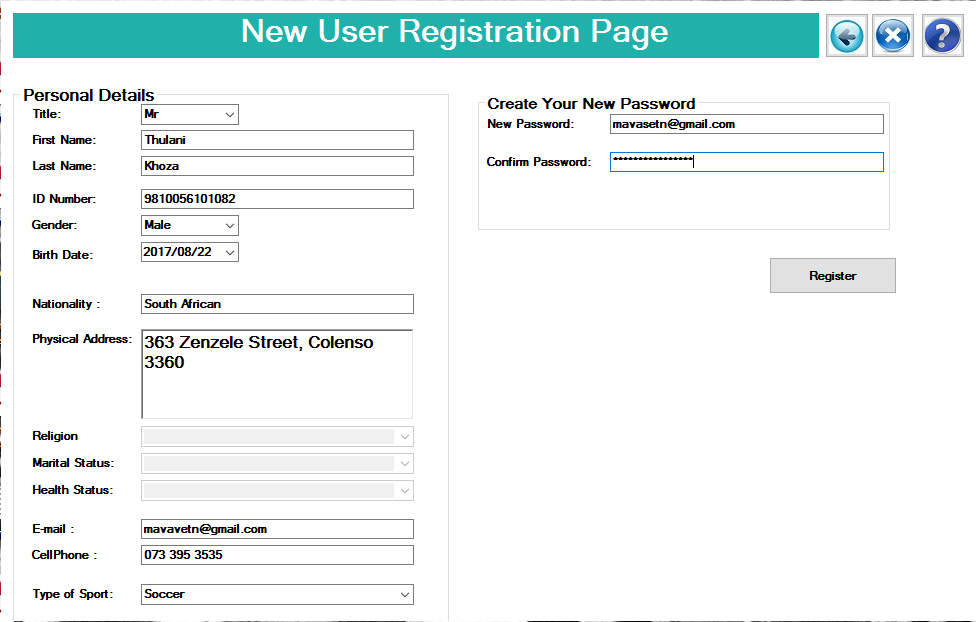 New User Registration Page
Personal Details
Title: Mr
First Name: Thulani
Last Name: Khoza
ID Number: 9810056101082
Gender: Male
Birth Date: 2017/08/22
Nationality : South African
Physical Address: 363 Zenzele Street, Colenso
3360
Religion
Marital Status:
Health Status:
E-mail : mavavetn@gmail.com
CellPhone : 073 395 3535
Type of Sport: Soccer
Create Your New Password
New Password: mavasetn@gmail.com
Confirm Password: ****************
Register